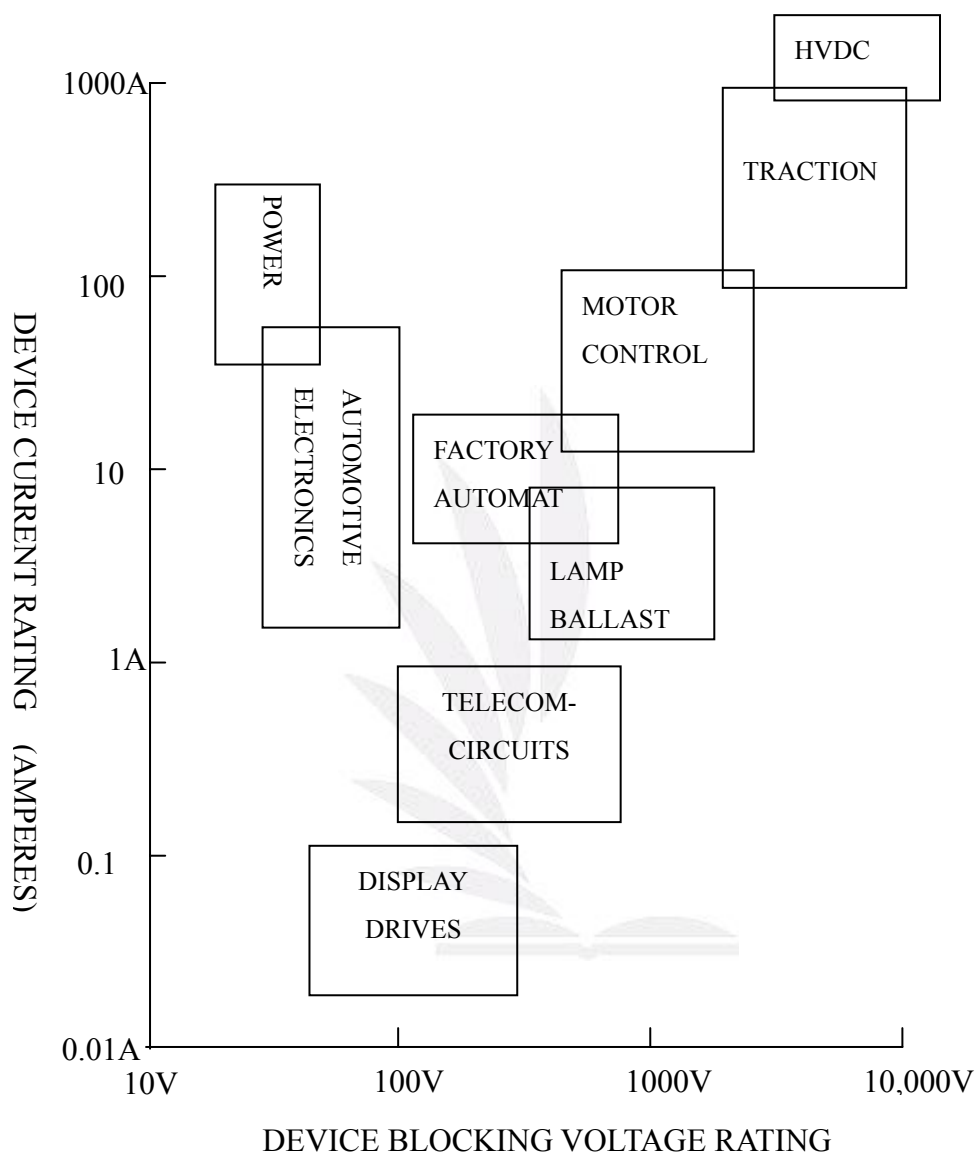 HVDC
1000A
TRACTION
POWER
100
MOTOR
CONTROL
DEVICE CURRENT RATING (AMPERES)
AUTOMOTIVE
ELECTRONICS
FACTORY
AUTOMAT
10
LAMP
BALLAST
1A
TELECOM-
CIRCUITS
0.1
DISPLAY
DRIVES
0.01A
10V
100V
1000V
10,000V
DEVICE BLOCKING VOLTAGE RATING